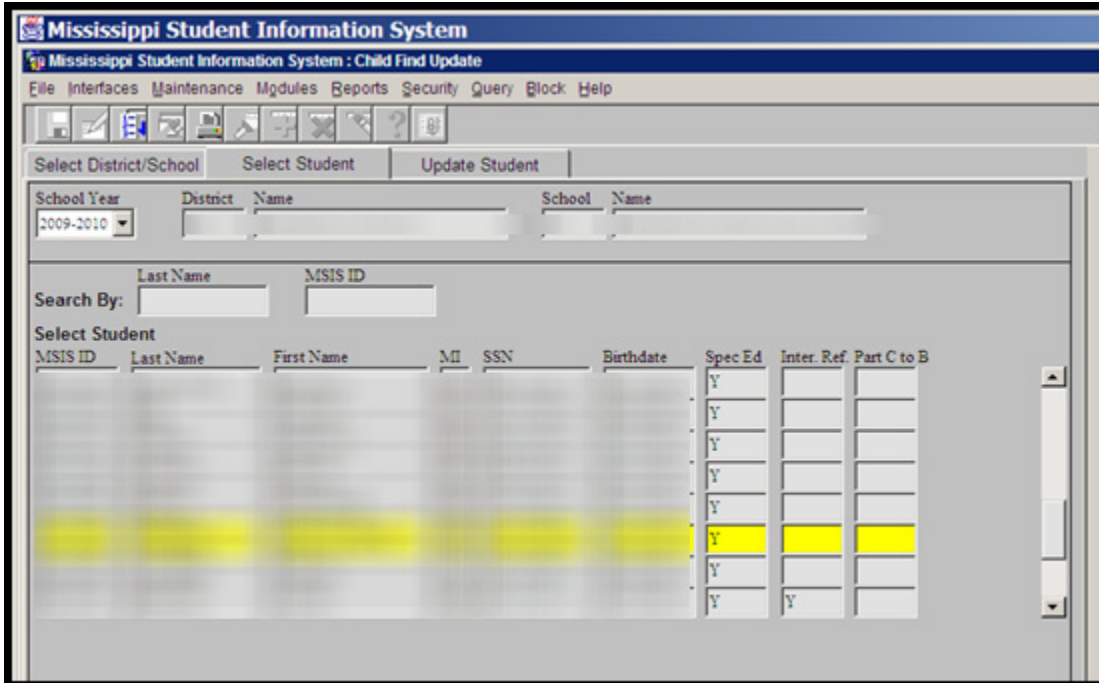 Mississippi Student Information System
Mississippi Student Information System : Child Find Update
File Interfaces Maintenance Modules Reports Security Query Block Help
Select District/School Select Student Update Student
School Year District Name School Name
2009-2010
Last Name MSIS ID
Search By:
Select Student
MSIS ID Last Name First Name MI SSN Birthdate Spec Ed Inter. Ref. Part C to B
Y
Y
Y
Y
Y
Y
Y
Y Y